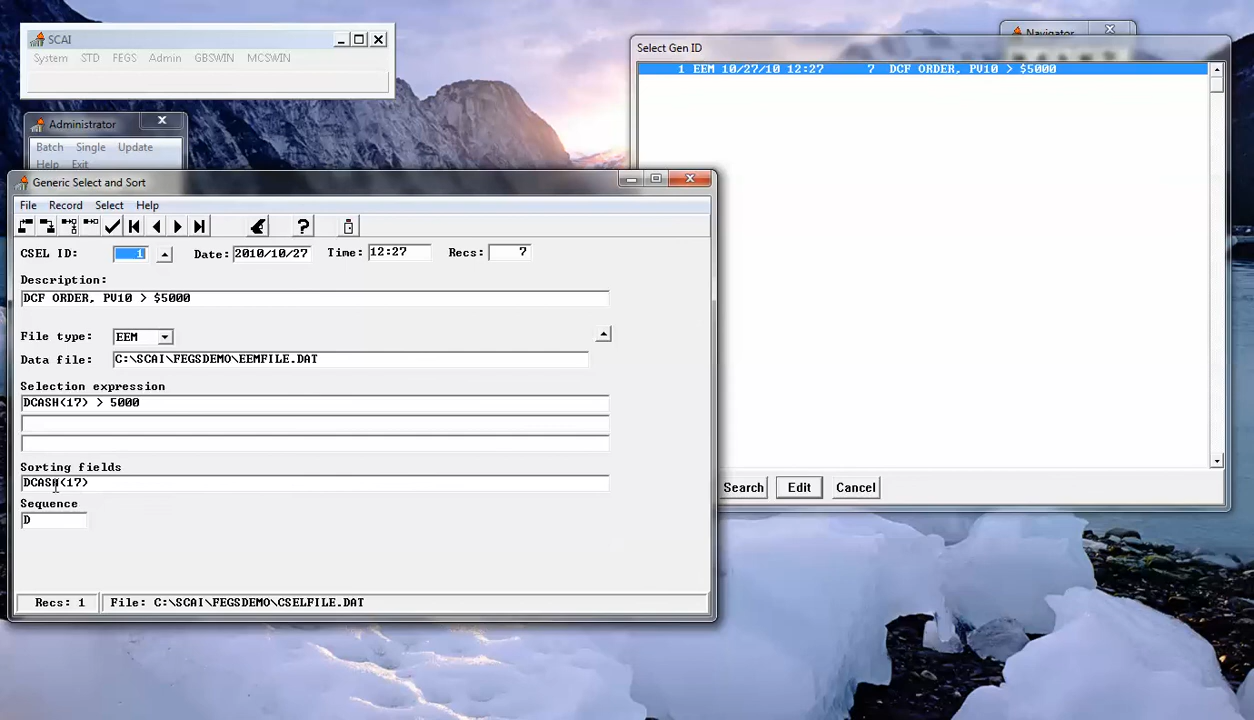 SCAI
System STD FEGS Admin GBSWIN MCSWIN
Navigator
Select Gen ID
1 EEM 10/27/10 12:27 7 DCF ORDER, PV10 > $5000
Search Edit Cancel
Administrator
Batch Single Update
Help Exit
Generic Select and Sort
File Record Select Help
CSEL ID: 1 Date: 2010/10/27 Time: 12:27 Recs: 7
Description:
DCF ORDER, PV10 > $5000
File type: EEM
Data file: C:\SCAI\FEGSDEMO\EEMFILE.DAT
Selection expression
DCASH(17) > 5000
Sorting fields
DCASH(17)
Sequence
D
Recs: 1 File: C:\SCAI\FEGSDEMO\CSELFILE.DAT